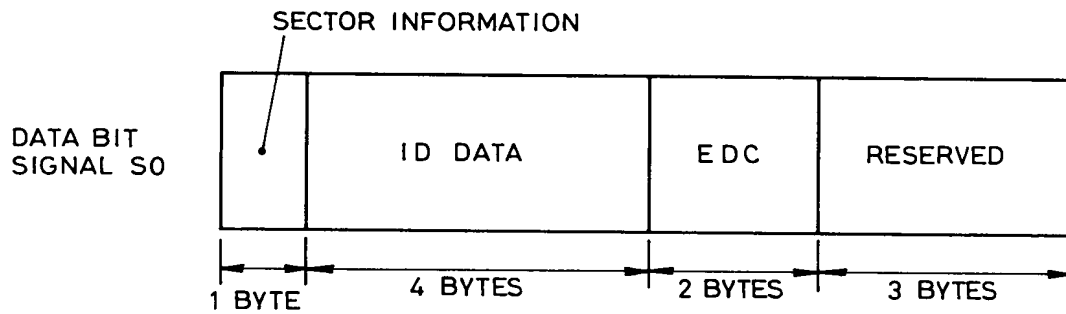 SECTOR INFORMATION
DATA BIT
SIGNAL S0
ID DATA
EDC
RESERVED
1 BYTE
4 BYTES
2 BYTES
3 BYTES